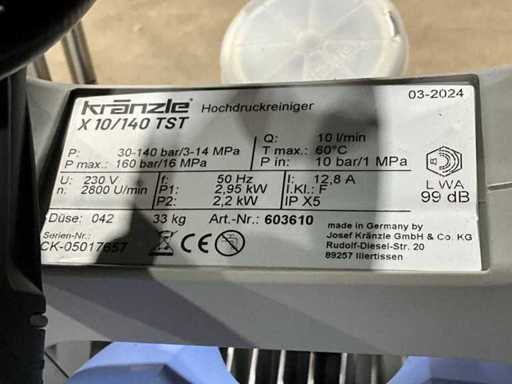 Kränzle Hochdruckreiniger 03-2024
X 10/140 TST
P: 30-140 bar/3-14 MPa Q: 10 l/min
P max.: 160 bar/16 MPa T max.: 60°C
P in: 10 bar/1 MPa
U: 230 V f: 50 Hz I: 12,8 A
n: 2800 U/min P1: 2,95 kW I.Kl.: F
P2: 2,2 kW IP X5
LWA
99 dB
Düse: 042 33 kg Art.-Nr.: 603610
Serien-Nr.:
CK-05017657
CE
made in Germany by
Josef Kränzle GmbH & Co. KG
Rudolf-Diesel-Str. 20
89257 Illertissen